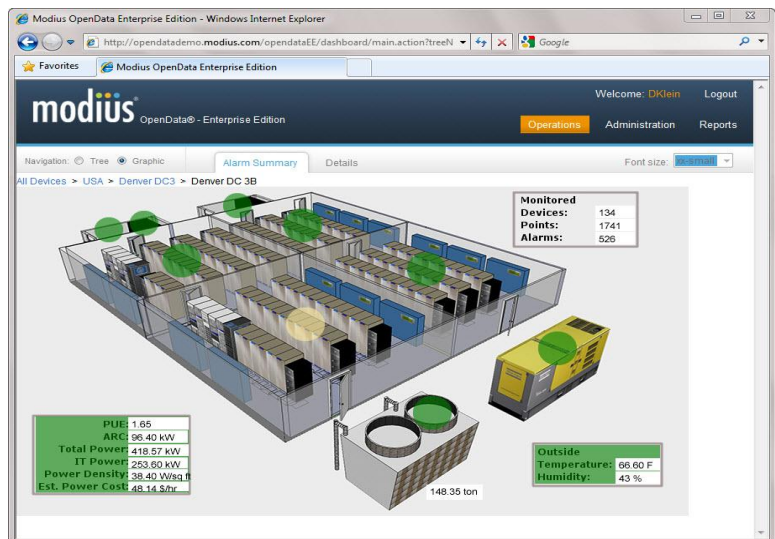 Modius OpenData Enterprise Edition - Windows Internet Explorer
http://opendatademo.modius.com/opendataEE/dashboard/main.action?treeN
Google
Favorites
Modius OpenData Enterprise Edition
Welcome: DKlein Logout
modius OpenData® - Enterprise Edition
Operations Administration Reports
Navigation: Tree Graphic Alarm Summary Details Font size: xx-small
All Devices > USA > Denver DC3 > Denver DC 3B
Monitored
Devices: 134
Points: 1741
Alarms: 526
PUE: 1.65
ARC: 96.40 kW
Total Power: 418.57 kW
IT Power: 253.60 kW
Power Density: 38.40 W/sq ft
Est. Power Cost: 48.14 $/hr
148.35 ton
Outside
Temperature: 66.60 F
Humidity: 43 %